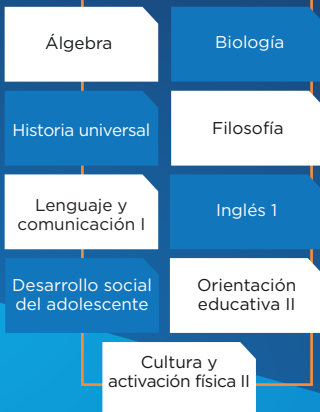 Álgebra
Biología
Historia universal
Filosofía
Lenguaje y
comunicación I
Inglés 1
Desarrollo social
del adolescente
Orientación
educativa II
Cultura y
activación física II